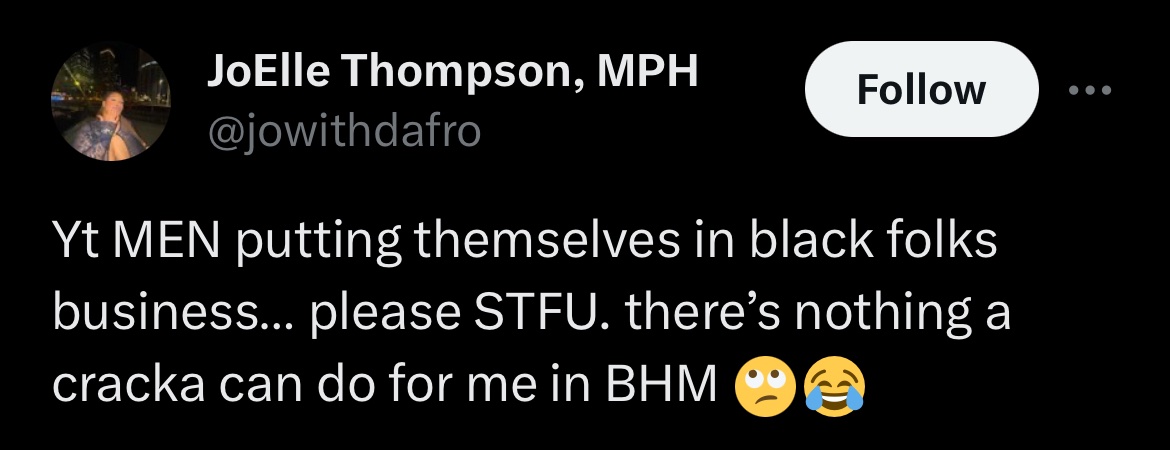 JoElle Thompson, MPH
Follow
@jowithdafro
Yt MEN putting themselves in black folks
business... please STFU. there’s nothing a
cracka can do for me in BHM 🙄😂